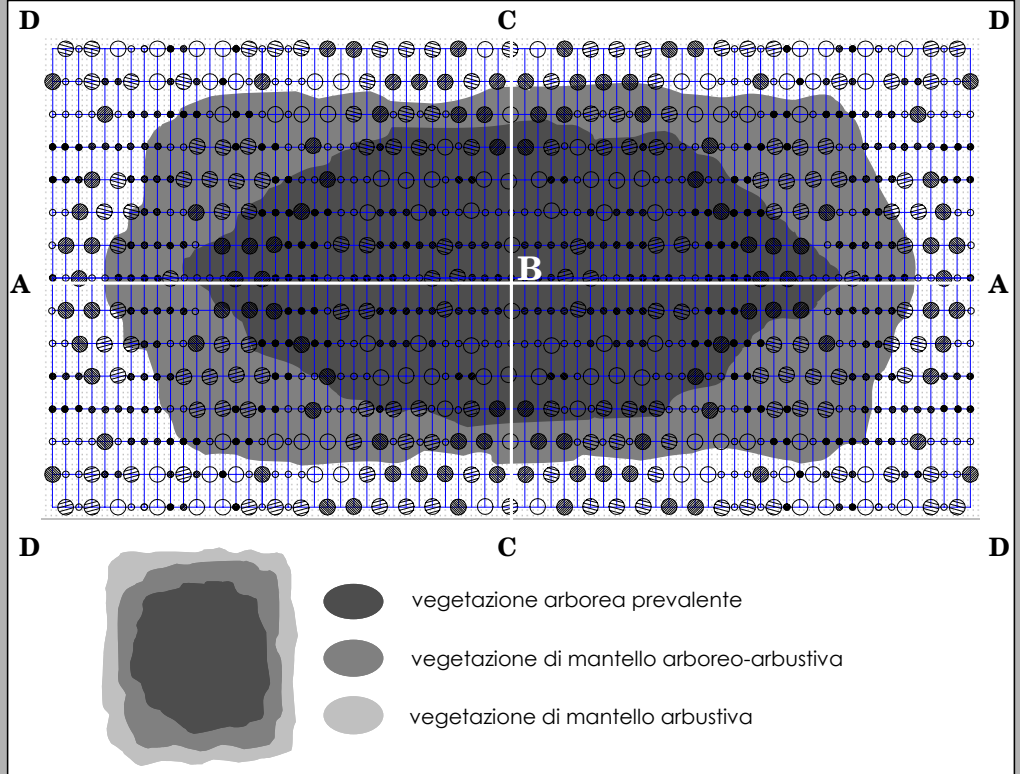 D C D
A B A
D C D
vegetazione arborea prevalente
vegetazione di mantello arboreo-arbustiva
vegetazione di mantello arbustiva